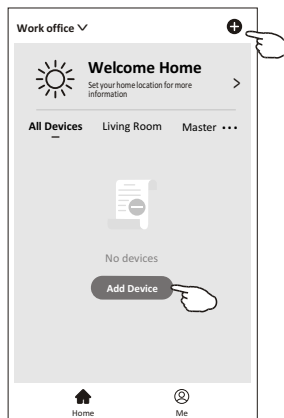 Work office
Welcome Home
Set your home location for more
information
All Devices Living Room Master
No devices
Add Device
Home Me